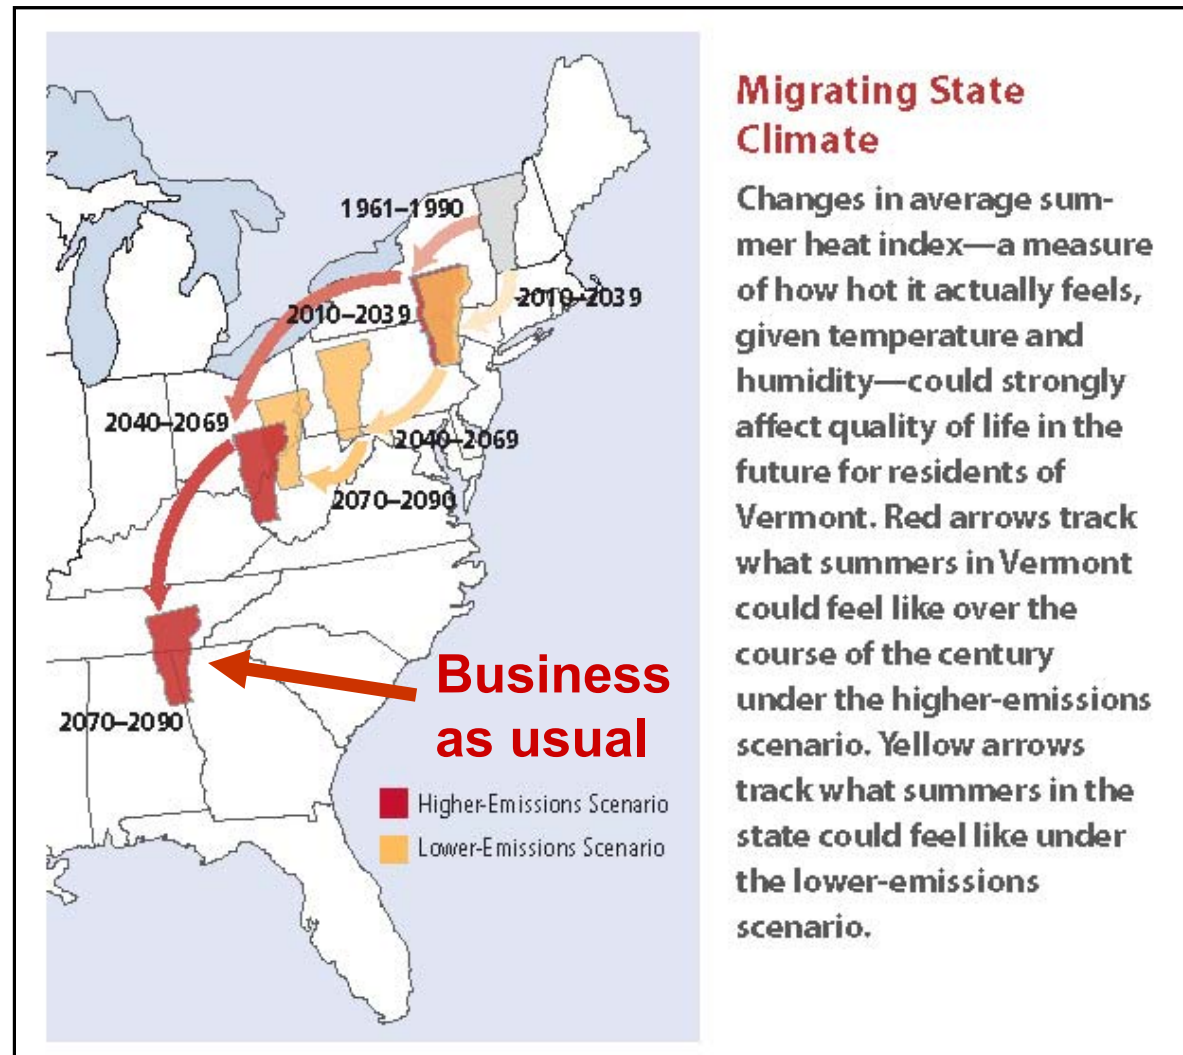 1961–1990
2010–2039
2010–2039
2040–2069
2040–2069
2070–2090
2070–2090
Business
as usual
Higher-Emissions Scenario
Lower-Emissions Scenario
Migrating State
Climate
Changes in average sum-
mer heat index—a measure
of how hot it actually feels,
given temperature and
humidity—could strongly
affect quality of life in the
future for residents of
Vermont. Red arrows track
what summers in Vermont
could feel like over the
course of the century
under the higher-emissions
scenario. Yellow arrows
track what summers in the
state could feel like under
the lower-emissions
scenario.